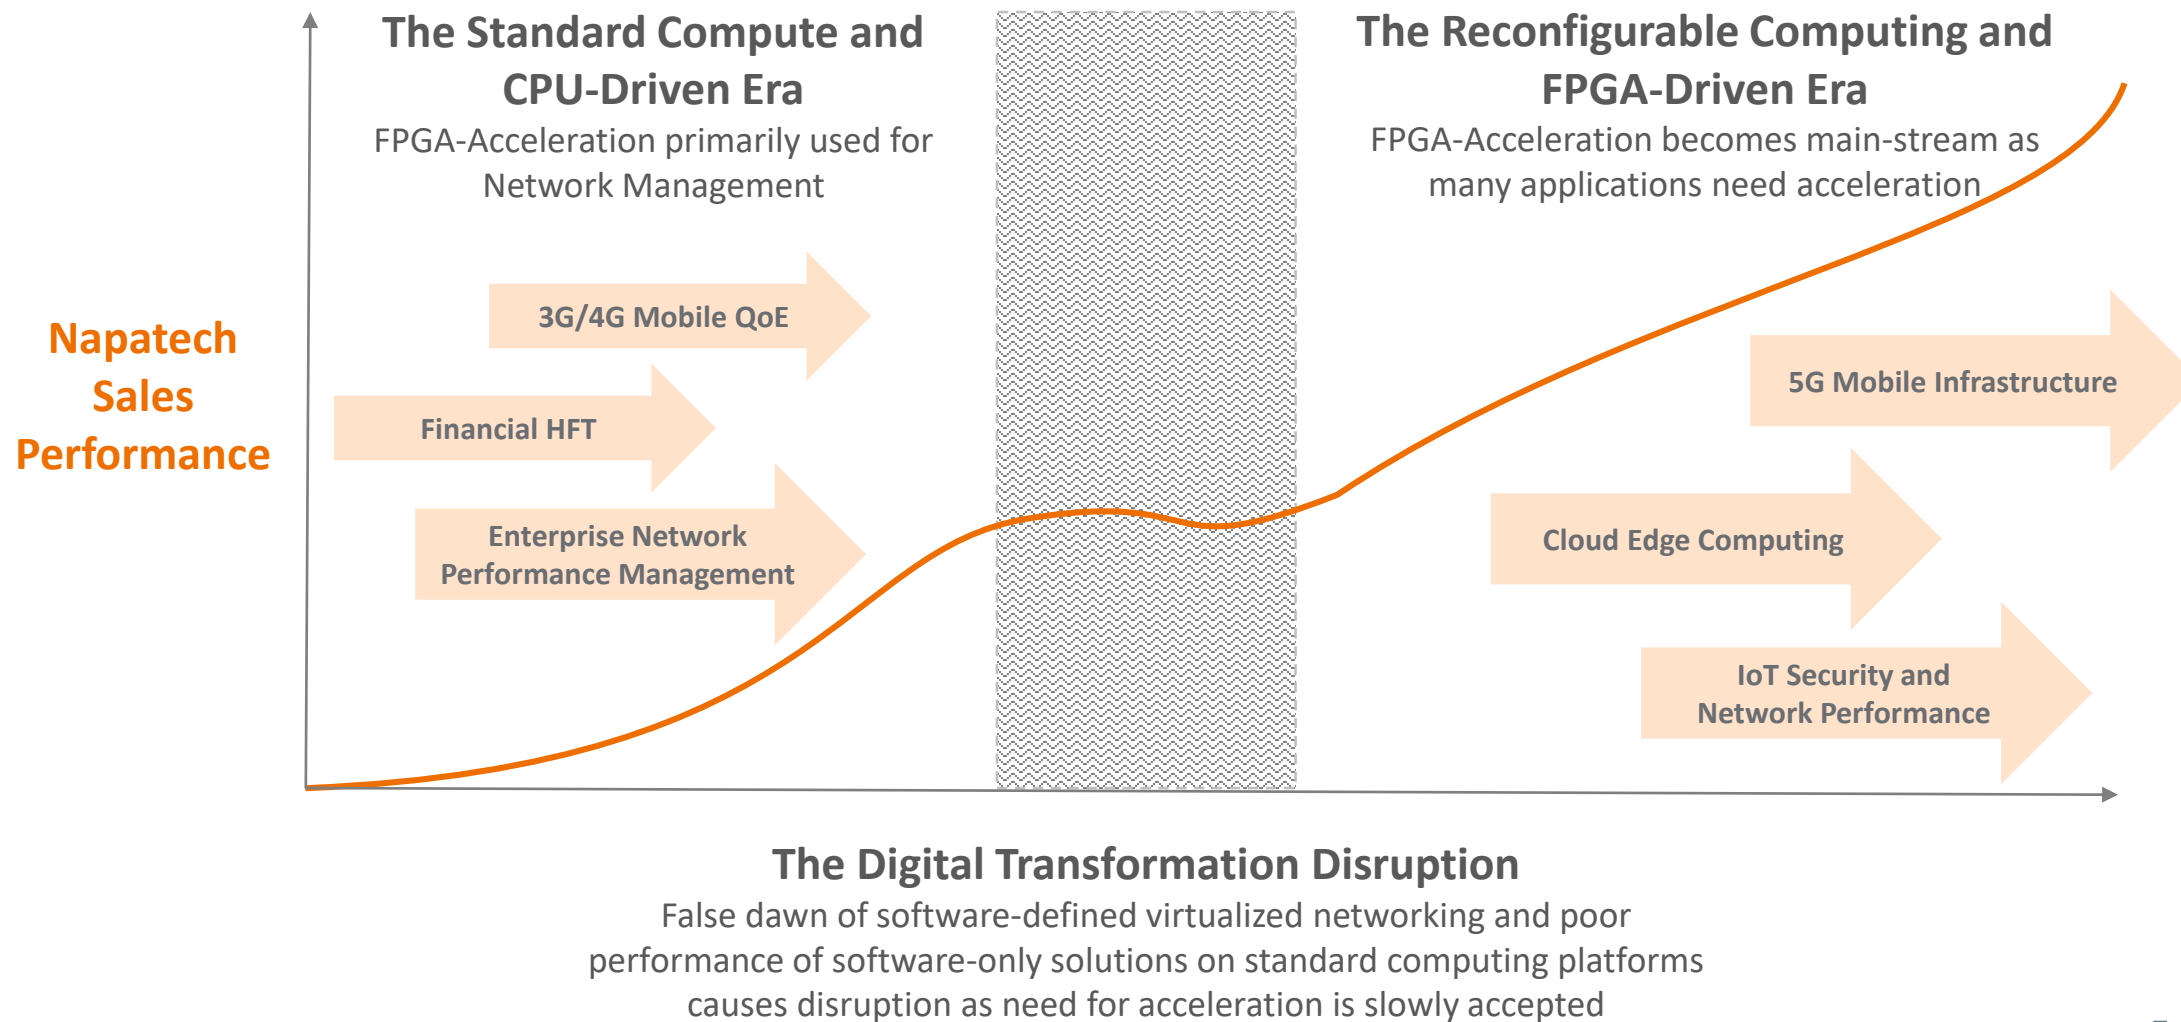 The Standard Compute and
CPU-Driven Era
FPGA-Acceleration primarily used for
Network Management
The Reconfigurable Computing and
FPGA-Driven Era
FPGA-Acceleration becomes main-stream as
many applications need acceleration
Napatech
Sales
Performance
3G/4G Mobile QoE
Financial HFT
Enterprise Network
Performance Management
5G Mobile Infrastructure
Cloud Edge Computing
IoT Security and
Network Performance
The Digital Transformation Disruption
False dawn of software-defined virtualized networking and poor
performance of software-only solutions on standard computing platforms
causes disruption as need for acceleration is slowly accepted